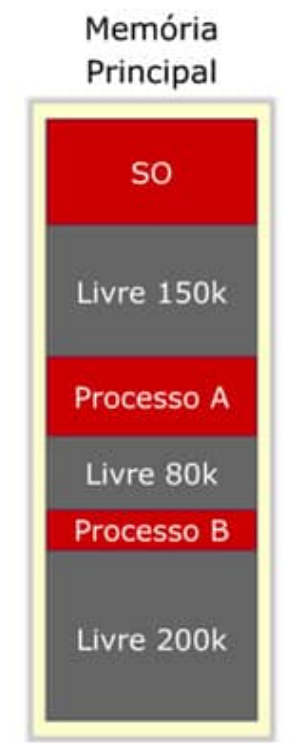 Memória
Principal
SO
Livre 150k
Processo A
Livre 80k
Processo B
Livre 200k